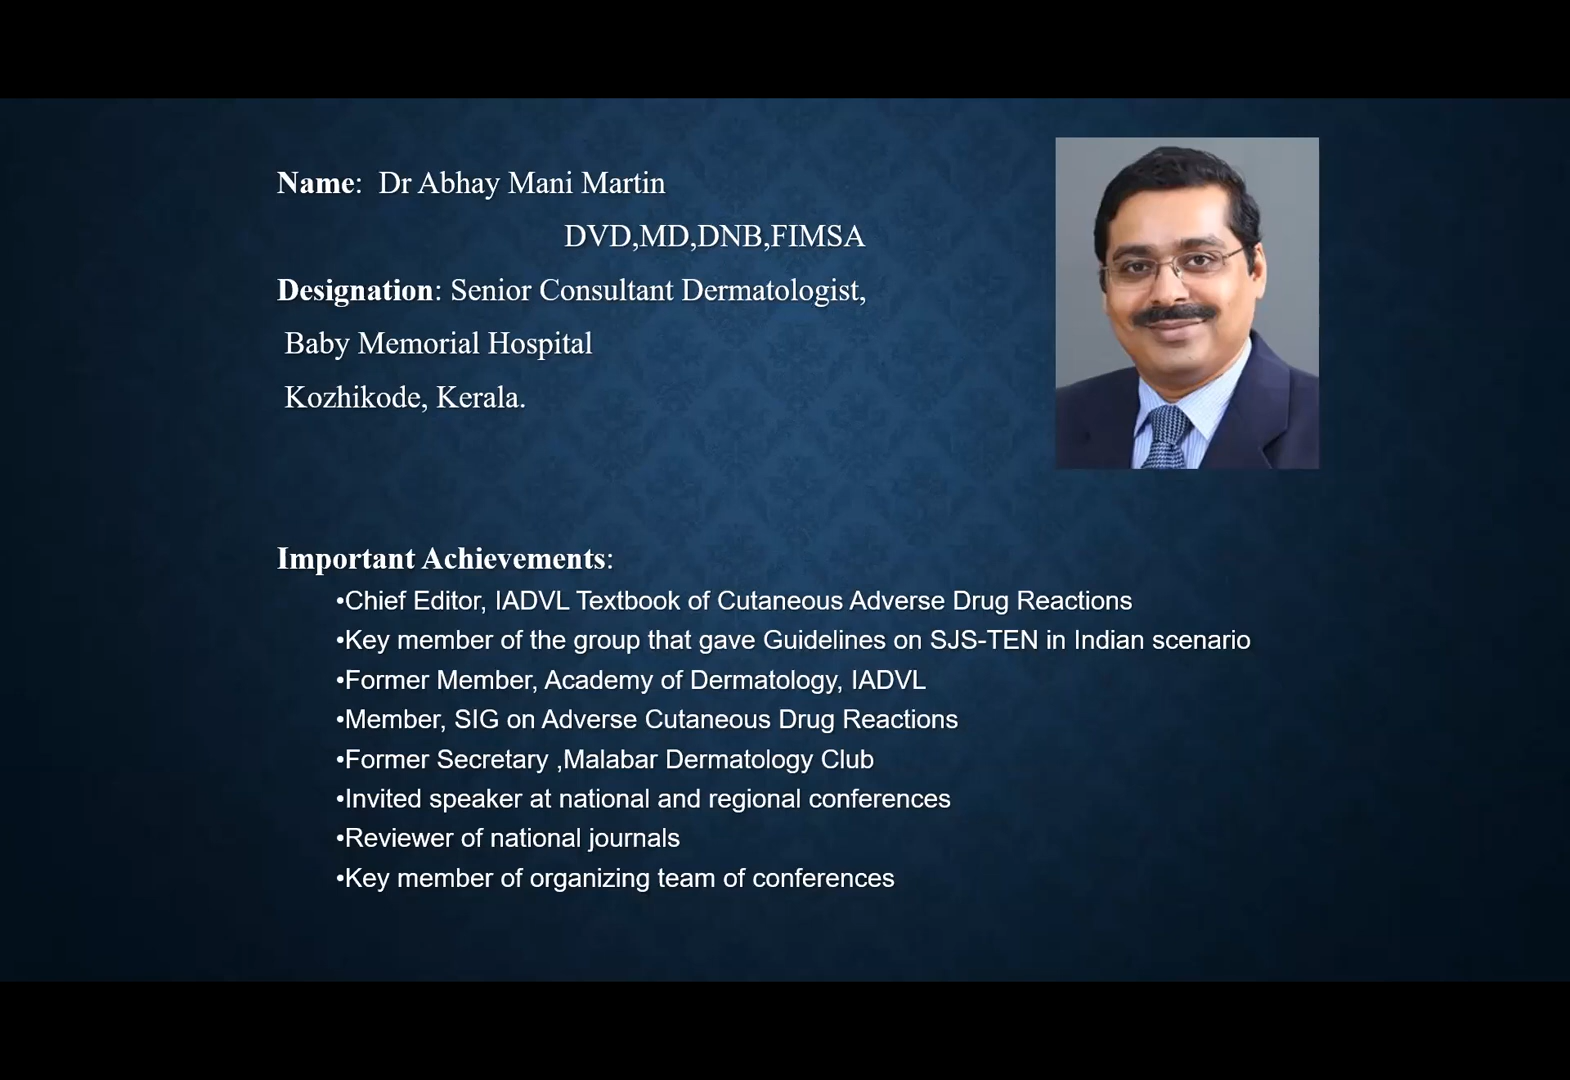 Name: Dr Abhay Mani Martin
DVD,MD,DNB,FIMSA
Designation: Senior Consultant Dermatologist,
Baby Memorial Hospital
Kozhikode, Kerala.
Important Achievements:
•Chief Editor, IADVL Textbook of Cutaneous Adverse Drug Reactions
•Key member of the group that gave Guidelines on SJS-TEN in Indian scenario
•Former Member, Academy of Dermatology, IADVL
•Member, SIG on Adverse Cutaneous Drug Reactions
•Former Secretary ,Malabar Dermatology Club
•Invited speaker at national and regional conferences
•Reviewer of national journals
•Key member of organizing team of conferences